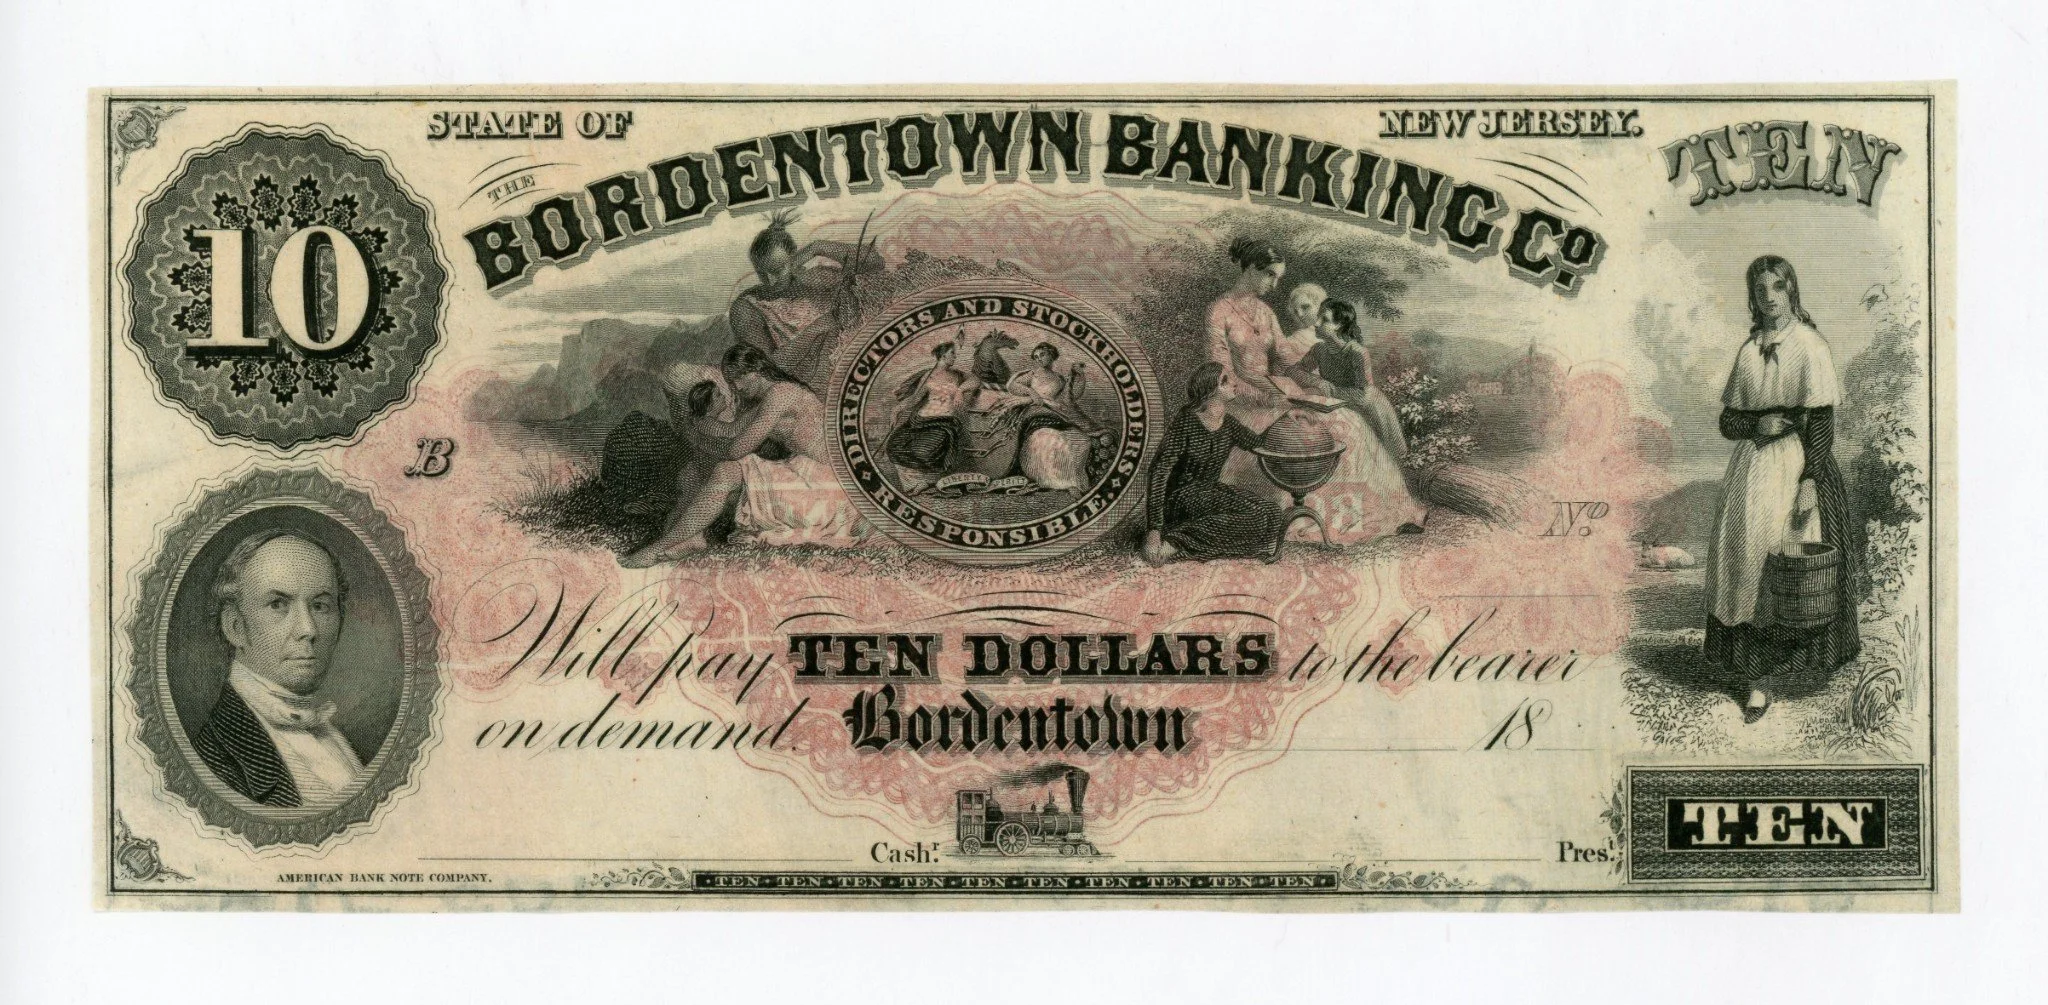 STATE OF NEW JERSEY.
THE
BORDENTOWN BANKING Cº.
TEN
10
DIRECTORS AND STOCKHOLDERS
RESPONSIBLE.
B
Nº.
Will pay TEN DOLLARS to the bearer
on demand. Bordentown 18
Cashr. Prest.
TEN
AMERICAN BANK NOTE COMPANY.
TEN TEN TEN TEN TEN TEN TEN TEN TEN TEN